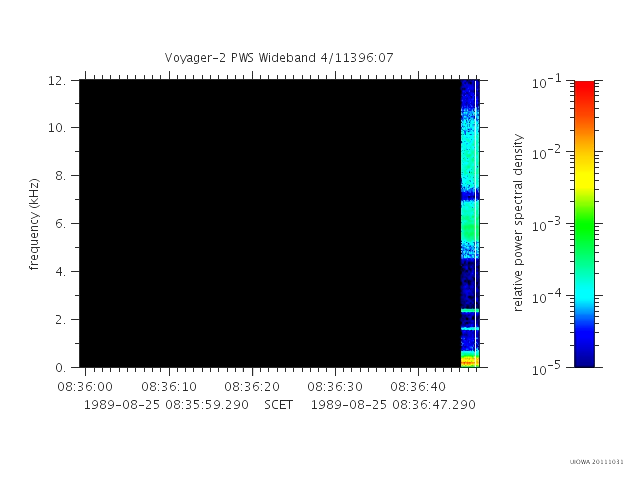 Voyager-2 PWS Wideband 4/11396:07
12.
10.
8.
6.
4.
2.
0.
frequency (kHz)
08:36:00 08:36:10 08:36:20 08:36:30 08:36:40
1989-08-25 08:35:59.290 SCET 1989-08-25 08:36:47.290
relative power spectral density
10⁻¹
10⁻²
10⁻³
10⁻⁴
10⁻⁵
UIOWA 20111031